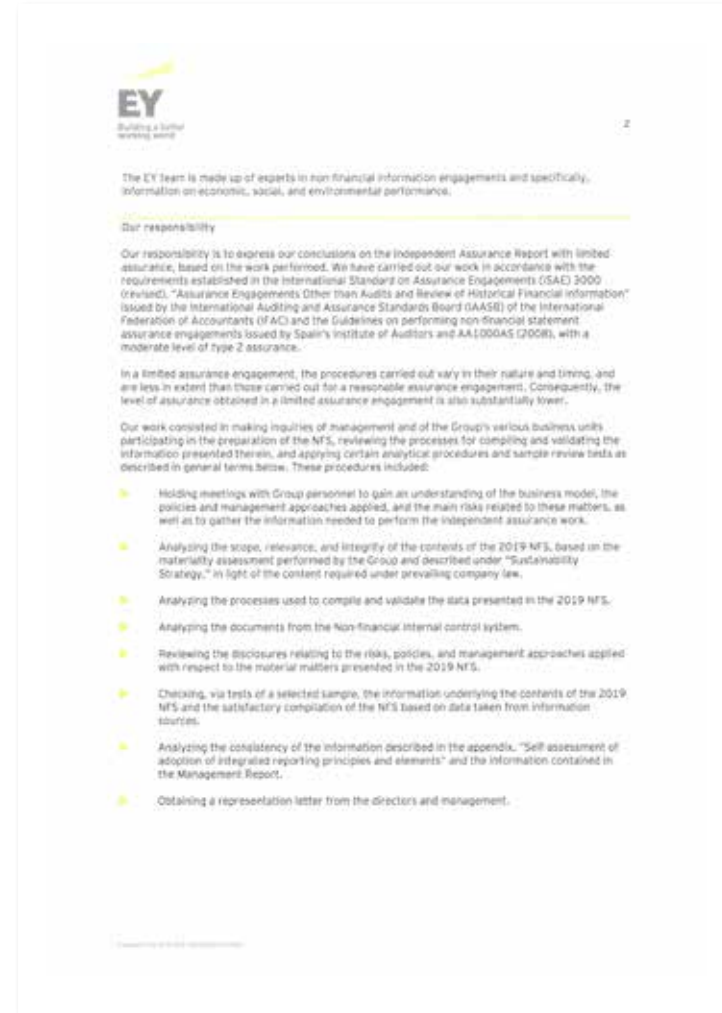 EY
Building a better
working world
2
The EY team is made up of experts in non-financial information engagements and specifically,
information on economic, social, and environmental performance.
Our responsibility
Our responsibility is to express our conclusions on the Independent Assurance Report with limited
assurance, based on the work performed. We have carried out our work in accordance with the
requirements established in the International Standard on Assurance Engagements (ISAE) 3000
(revised), "Assurance Engagements Other than Audits and Review of Historical Financial Information"
issued by the International Auditing and Assurance Standards Board (IAASB) of the International
Federation of Accountants (IFAC) and the Guidelines on performing non-financial statement
assurance engagements issued by Spain's Institute of Auditors and AA1000AS (2008), with a
moderate level of type 2 assurance.
In a limited assurance engagement, the procedures carried out vary in their nature and timing, and
are less in extent than those carried out for a reasonable assurance engagement. Consequently, the
level of assurance obtained in a limited assurance engagement is also substantially lower.
Our work consisted in making inquiries of management and of the Group's various business units
participating in the preparation of the NFS, reviewing the processes for compiling and validating the
information presented therein, and applying certain analytical procedures and sample review tests as
described in general terms below. These procedures included:
Holding meetings with Group personnel to gain an understanding of the business model, the
policies and management approaches applied, and the main risks related to these matters, as
well as to gather the information needed to perform the independent assurance work.
Analyzing the scope, relevance, and integrity of the contents of the 2019 NFS, based on the
materiality assessment performed by the Group and described under "Sustainability
Strategy," in light of the content required under prevailing company law.
Analyzing the processes used to compile and validate the data presented in the 2019 NFS.
Analyzing the documents from the Non-financial internal control system.
Reviewing the disclosures relating to the risks, policies, and management approaches applied
with respect to the material matters presented in the 2019 NFS.
Checking, via tests of a selected sample, the information underlying the contents of the 2019
NFS and the satisfactory compilation of the NFS based on data taken from information
sources.
Analyzing the consistency of the information described in the appendix, "Self-assessment of
adoption of integrated reporting principles and elements" and the information contained in
the Management Report.
Obtaining a representation letter from the directors and management.